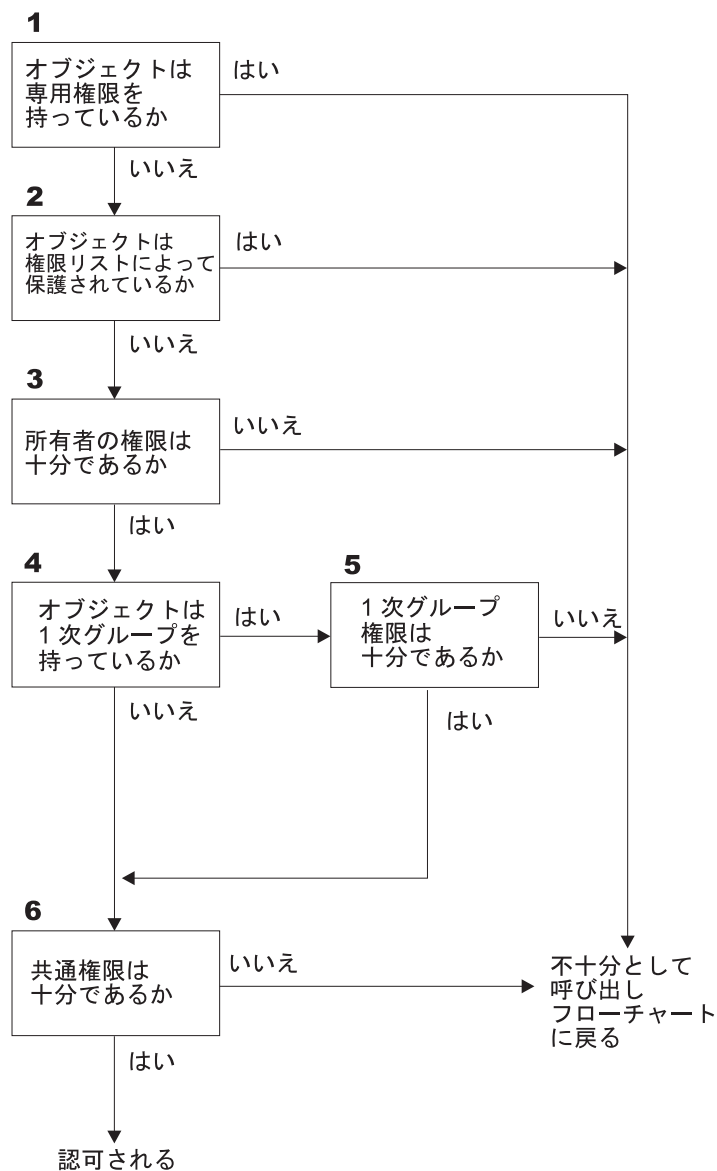 1
オブジェクトは
専用権限を
持っているか
はい
いいえ
2
オブジェクトは
権限リストによって
保護されているか
はい
いいえ
3
所有者の権限は
十分であるか
いいえ
はい
4
オブジェクトは
1次グループを
持っているか
はい
いいえ
5
1次グループ
権限は
十分であるか
いいえ
はい
6
共通権限は
十分であるか
いいえ
はい
不十分として
呼び出し
フローチャート
に戻る
認可される